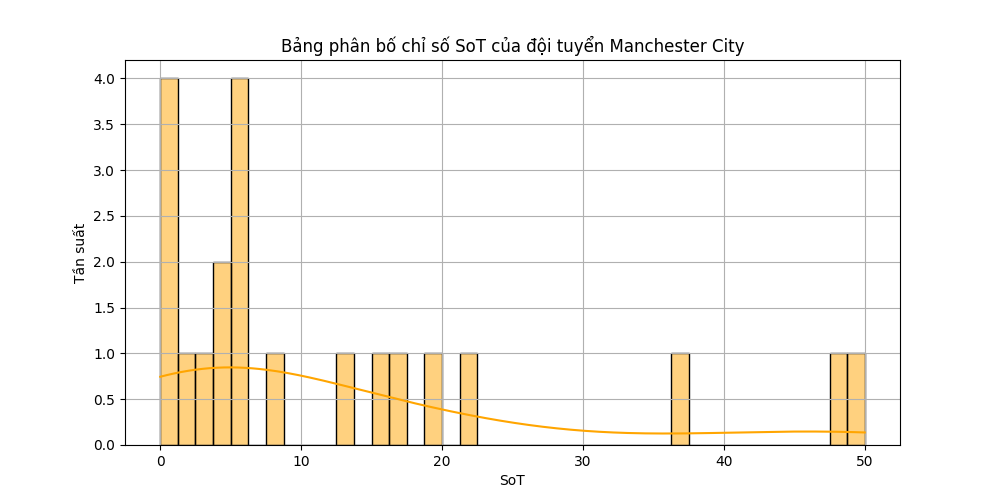 Bảng phân bố chỉ số SoT của đội tuyển Manchester City
4.0
3.5
3.0
2.5
2.0
1.5
1.0
0.5
0.0
Tần suất
0 10 20 30 40 50
SoT